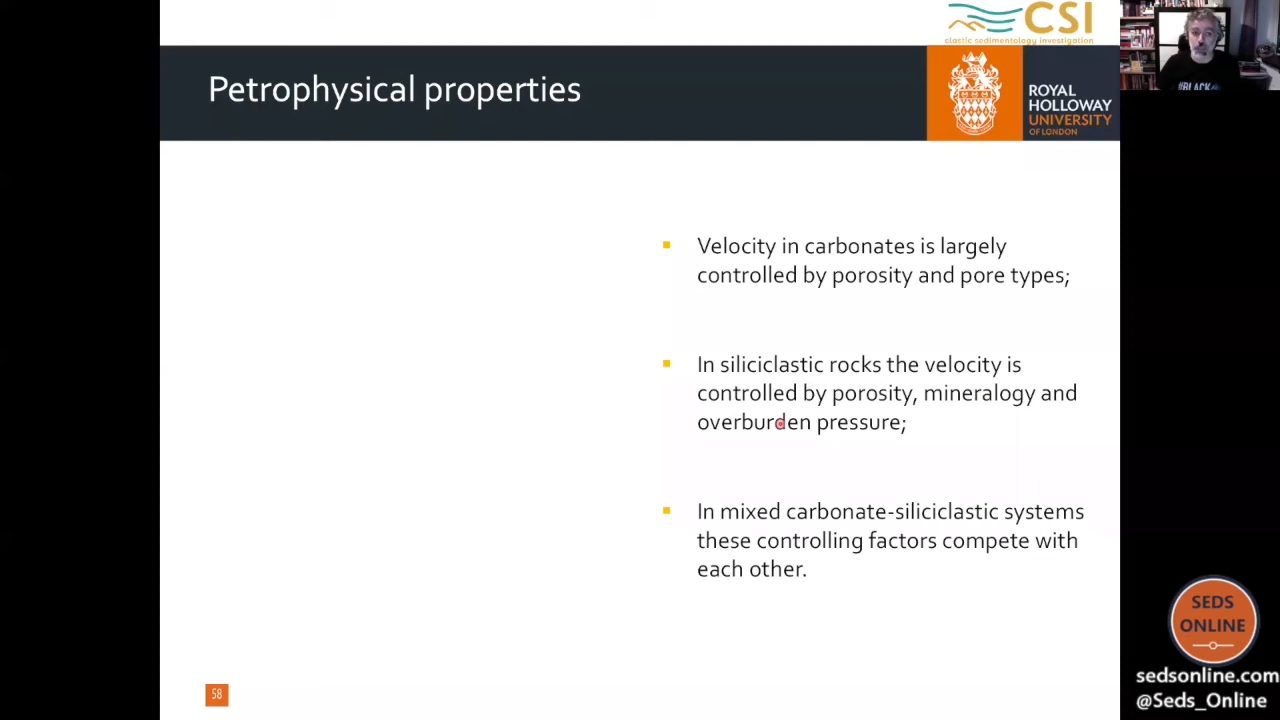 CSI
clastic sedimentology investigation
Petrophysical properties
ROYAL
HOLLOWAY
UNIVERSITY
OF LONDON
#BLACK
Velocity in carbonates is largely
controlled by porosity and pore types;
In siliciclastic rocks the velocity is
controlled by porosity, mineralogy and
overburden pressure;
In mixed carbonate-siliciclastic systems
these controlling factors compete with
each other.
58
SEDS
ONLINE
sedsonline.com
@Seds_Online